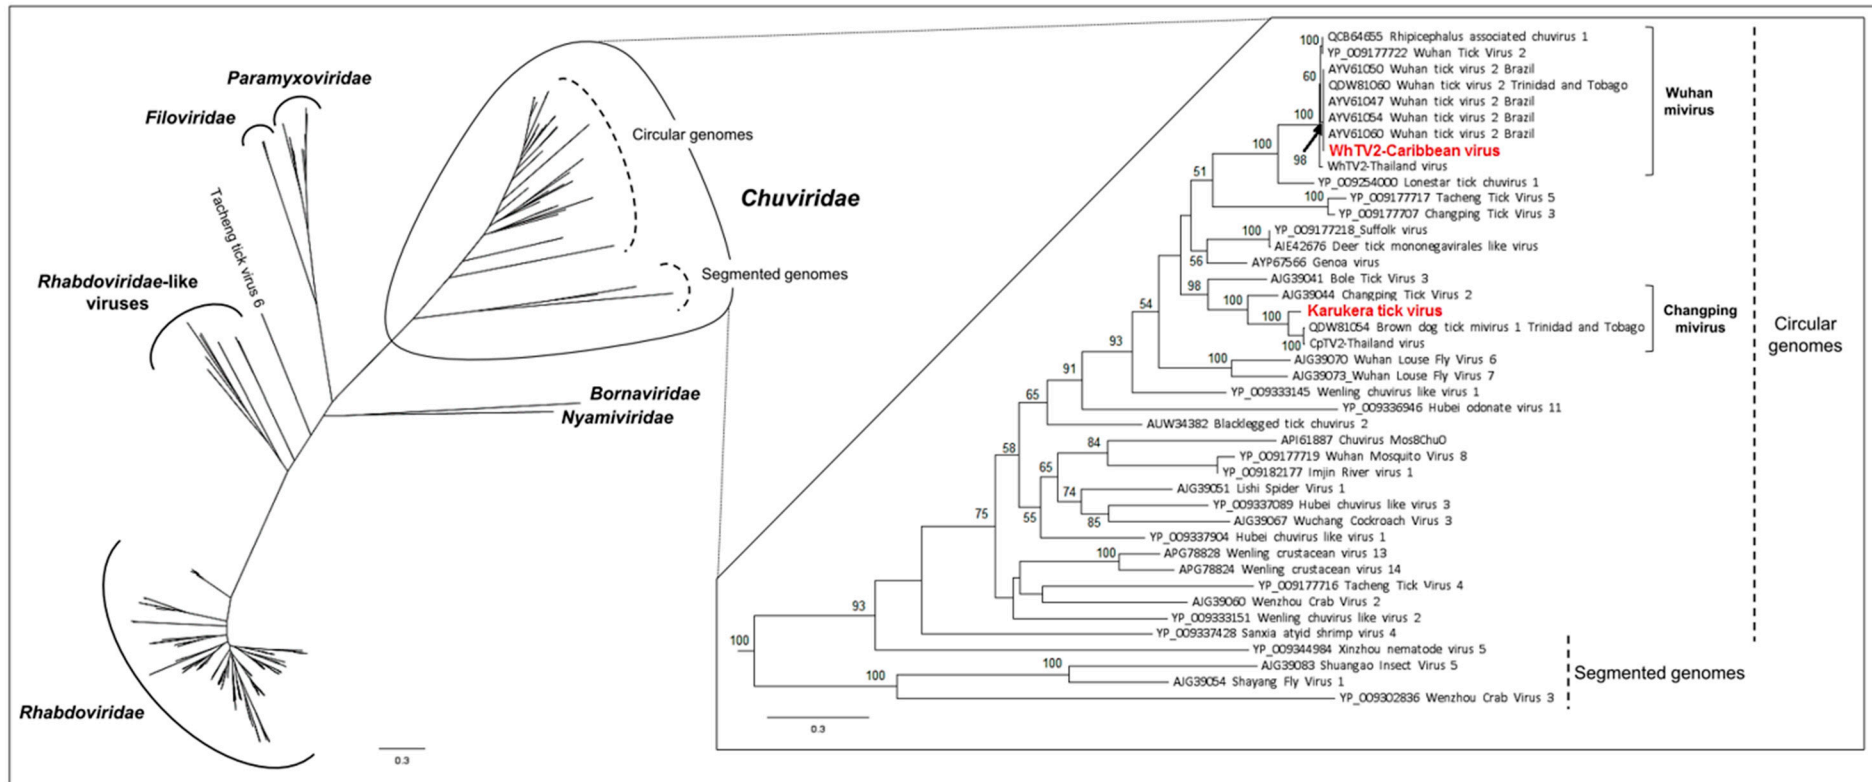 Paramyxoviridae
Filoviridae
Tacheng tick virus 6
Rhabdoviridae-like
viruses
Rhabdoviridae
0.3
Circular genomes
Chuviridae
Segmented genomes
Bornaviridae
Nyamiviridae
100
QCB64655 Rhipicephalus associated chuvirus 1
YP_009177722 Wuhan Tick Virus 2
60
AYV61050 Wuhan tick virus 2 Brazil
QDW81060 Wuhan tick virus 2 Trinidad and Tobago
AYV61047 Wuhan tick virus 2 Brazil
100
AYV61054 Wuhan tick virus 2 Brazil
AYV61060 Wuhan tick virus 2 Brazil
100
WhTV2-Caribbean virus
98
WhTV2-Thailand virus
Wuhan
mivirus
51
YP_009254000 Lonestar tick chuvirus 1
100
YP_009177717 Tacheng Tick Virus 5
YP_009177707 Changping Tick Virus 3
100
YP_009177218_Suffolk virus
AIE42676 Deer tick mononegavirales like virus
56
AYP67566 Genoa virus
98
AJG39041 Bole Tick Virus 3
100
AJG39044 Changping Tick Virus 2
54
100
Karukera tick virus
QDW81054 Brown dog tick mivirus 1 Trinidad and Tobago
100
CpTV2-Thailand virus
Changping
mivirus
Circular
genomes
93
100
AJG39070 Wuhan Louse Fly Virus 6
AJG39073_Wuhan Louse Fly Virus 7
91
YP_009333145 Wenling chuvirus like virus 1
65
YP_009336946 Hubei odonate virus 11
AUW34382 Blacklegged tick chuvirus 2
58
84
API61887 Chuvirus Mos8Chu0
YP_009177719 Wuhan Mosquito Virus 8
65
YP_009182177 Imjin River virus 1
74
AJG39051 Lishi Spider Virus 1
YP_009337089 Hubei chuvirus like virus 3
75
55
85
AJG39067 Wuchang Cockroach Virus 3
YP_009337904 Hubei chuvirus like virus 1
100
APG78828 Wenling crustacean virus 13
APG78824 Wenling crustacean virus 14
YP_009177716 Tacheng Tick Virus 4
AJG39060 Wenzhou Crab Virus 2
93
YP_009333151 Wenling chuvirus like virus 2
YP_009337428 Sanxia atyid shrimp virus 4
100
YP_009344984 Xinzhou nematode virus 5
100
AJG39083 Shuangao Insect Virus 5
100
AJG39054 Shayang Fly Virus 1
YP_009302836 Wenzhou Crab Virus 3
Segmented genomes
0.3